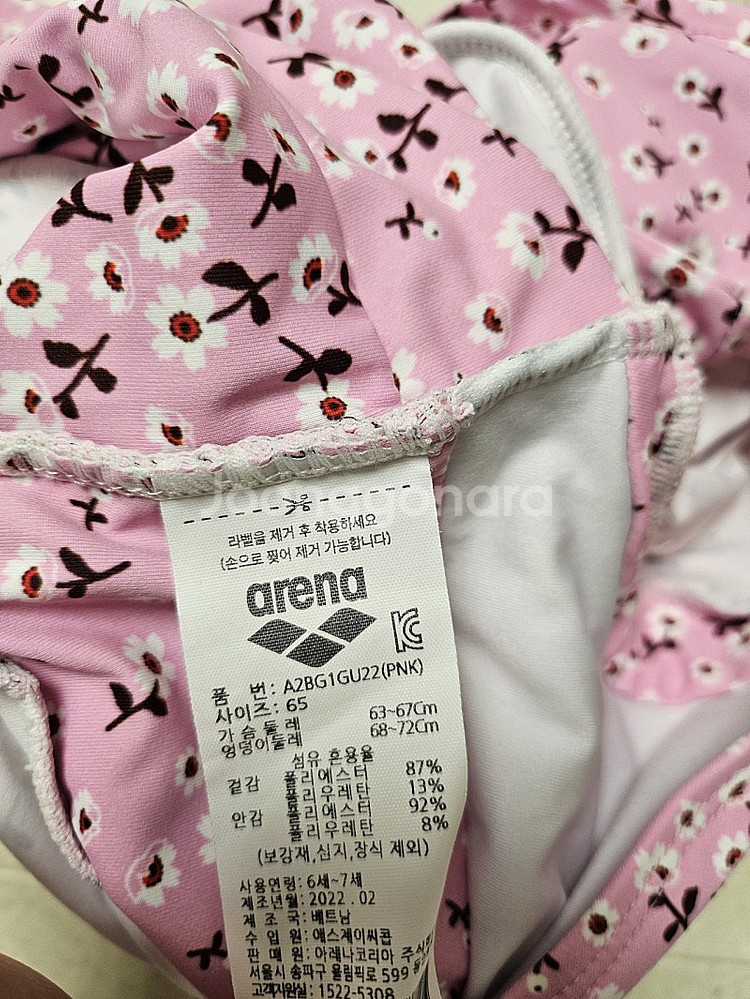 라벨을 제거 후 착용하세요
(손으로 찢어 제거 가능합니다)
arena
품 번: A2BG1GU22(PNK)
사이즈: 65
가슴둘레 63~67Cm
엉덩이둘레 68~72Cm
섬유 혼용율
겉감 폴리에스터 87%
폴리우레탄 13%
안감 폴리에스터 92%
폴리우레탄 8%
(보강재,심지,장식 제외)
사용연령: 6세~7세
제조년월: 2022.02
제 조 국: 베트남
수 입 원: 에스제이씨콥
판 매 원: 아레나코리아
서울시 송파구 올림픽로 599
고객지원실: 1522-5308